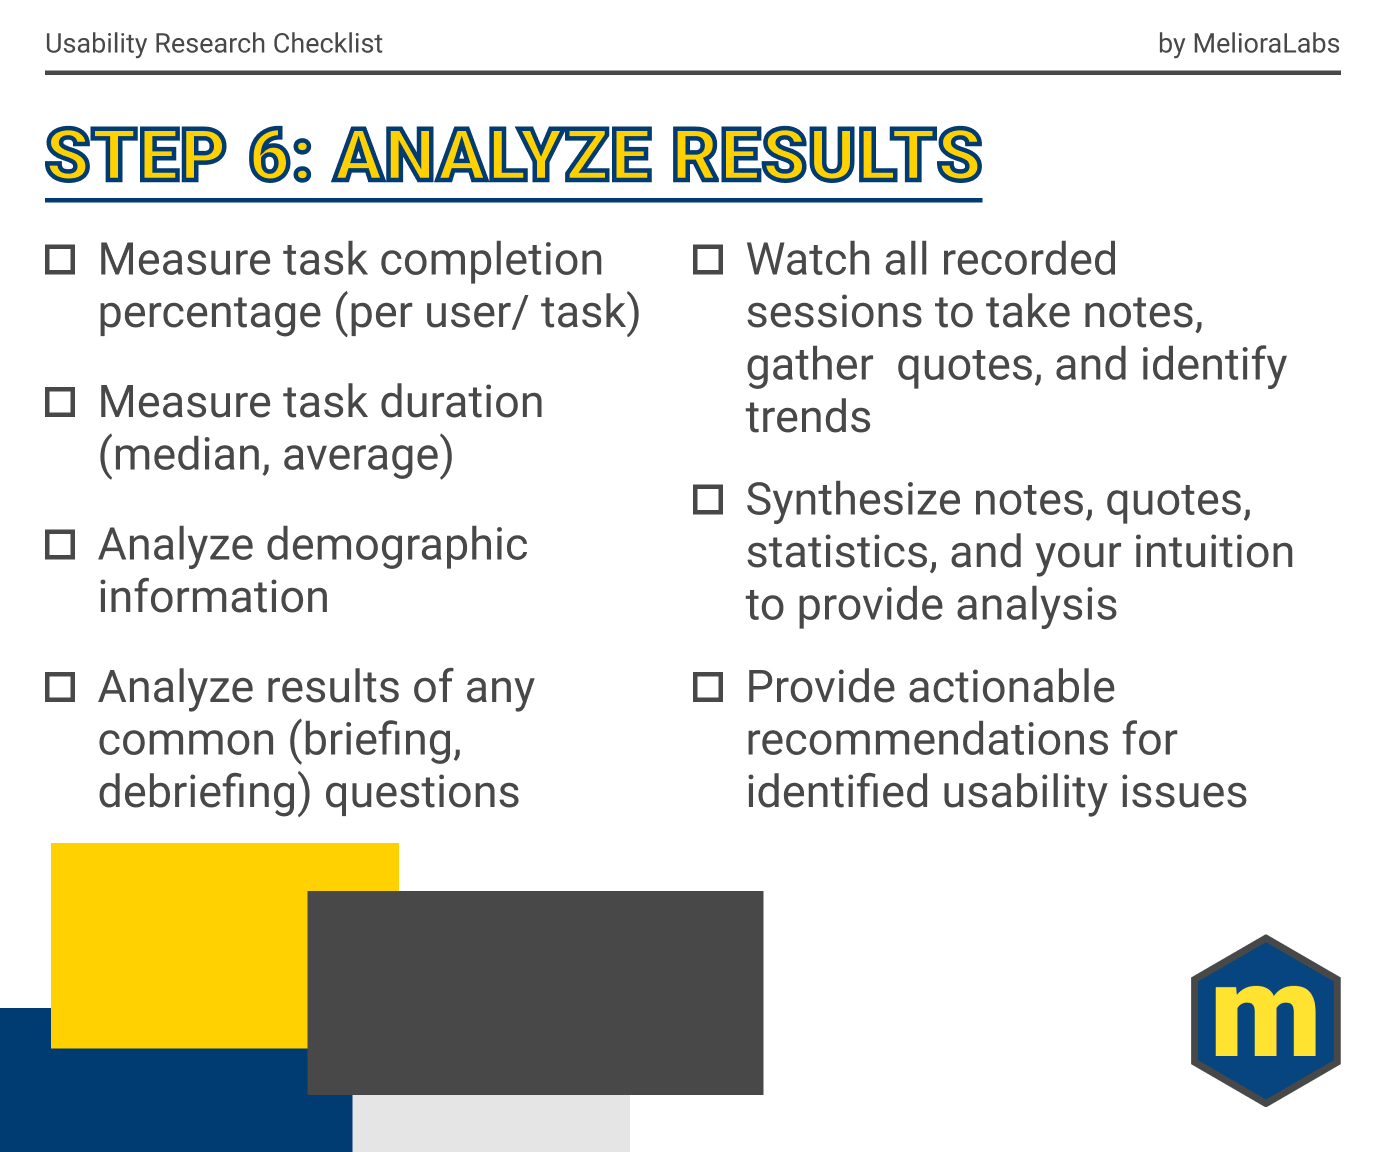 Usability Research Checklist
by MelioraLabs
STEP 6: ANALYZE RESULTS
Measure task completion
percentage (per user/ task)
Measure task duration
(median, average)
Analyze demographic
information
Analyze results of any
common (briefing,
debriefing) questions
Watch all recorded
sessions to take notes,
gather  quotes, and identify
trends
Synthesize notes, quotes,
statistics, and your intuition
to provide analysis
Provide actionable
recommendations for
identified usability issues
m